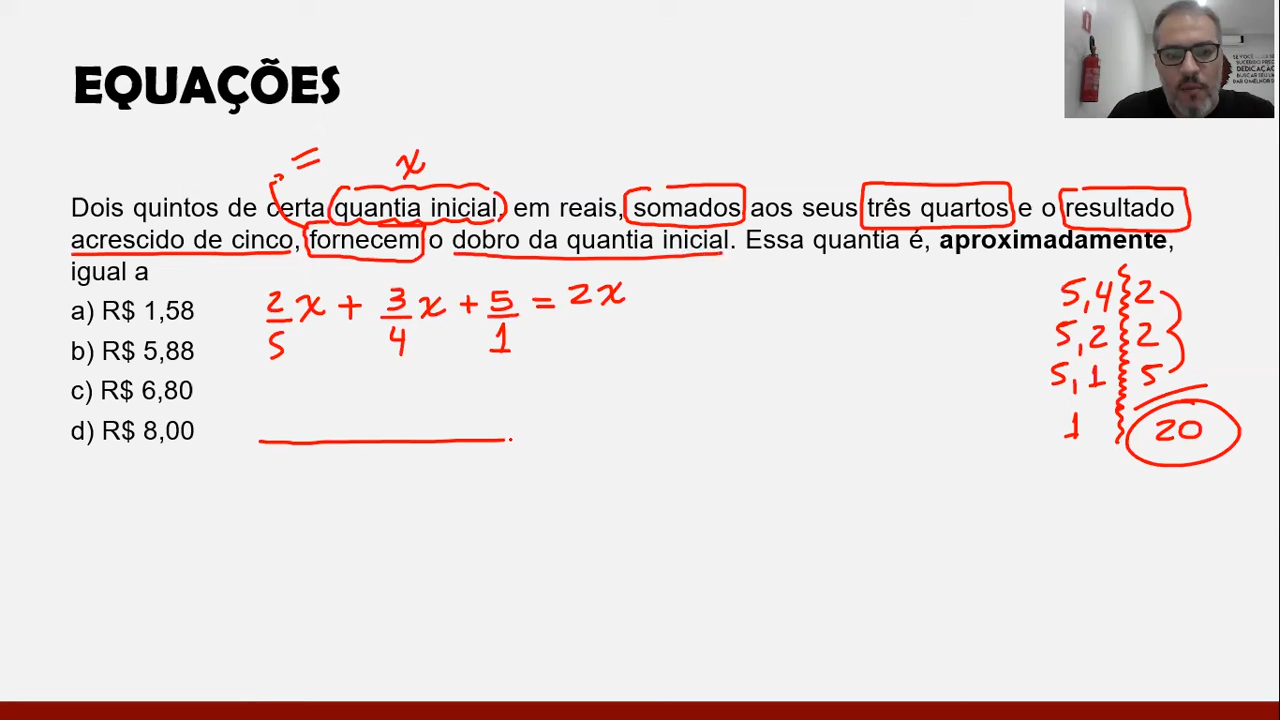 EQUAÇÕES
= x
Dois quintos de certa quantia inicial, em reais, somados aos seus três quartos e o resultado
acrescido de cinco, fornecem o dobro da quantia inicial. Essa quantia é, aproximadamente,
igual a
a) R$ 1,58
b) R$ 5,88
c) R$ 6,80
d) R$ 8,00
2/5 x + 3/4 x + 5/1 = 2x
5,4 | 2
5,2 | 2
5,1 | 5
1 | 20
DEDICAÇÃO